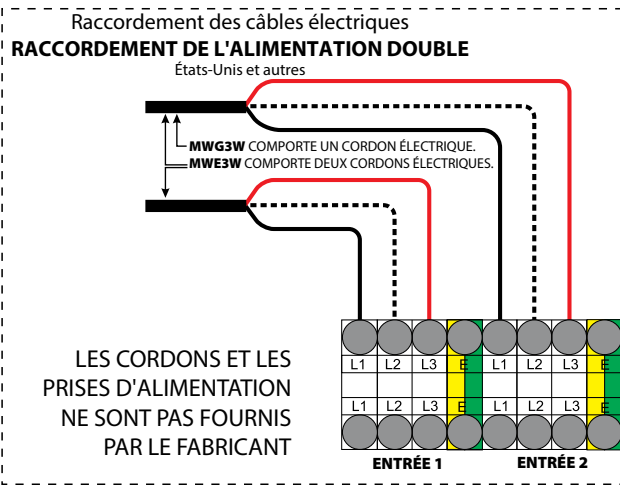 Raccordement des câbles électriques
RACCORDEMENT DE L'ALIMENTATION DOUBLE
États-Unis et autres
MWG3W COMPORTE UN CORDON ÉLECTRIQUE.
MWE3W COMPORTE DEUX CORDONS ÉLECTRIQUES.
LES CORDONS ET LES
PRISES D'ALIMENTATION
NE SONT PAS FOURNIS
PAR LE FABRICANT
L1 L2 L3 E L1 L2 L3 E
L1 L2 L3 E L1 L2 L3 E
ENTRÉE 1 ENTRÉE 2